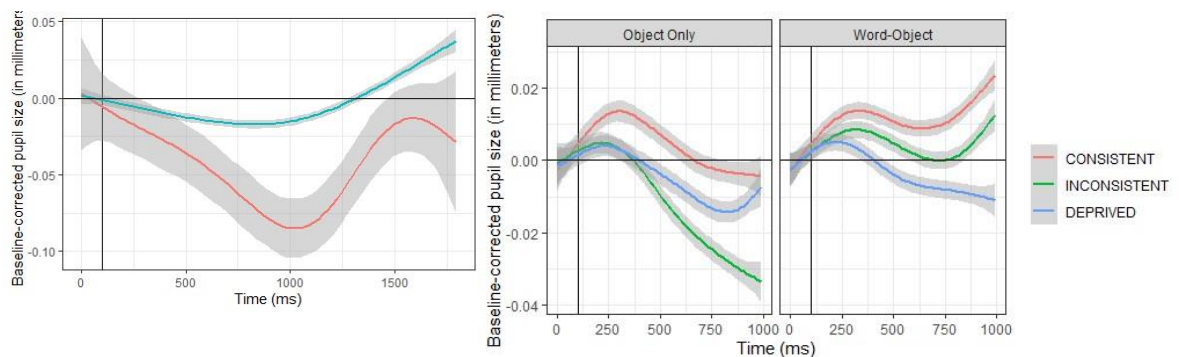 Baseline-corrected pupil size (in millimeters)
0.05
0.00
-0.05
-0.10
0
500
1000
1500
Time (ms)
Baseline-corrected pupil size (in millimeters)
Object Only
Word-Object
0.02
0.00
-0.02
-0.04
0 250 500 750 1000
0 250 500 750 1000
Time (ms)
CONSISTENT
INCONSISTENT
DEPRIVED